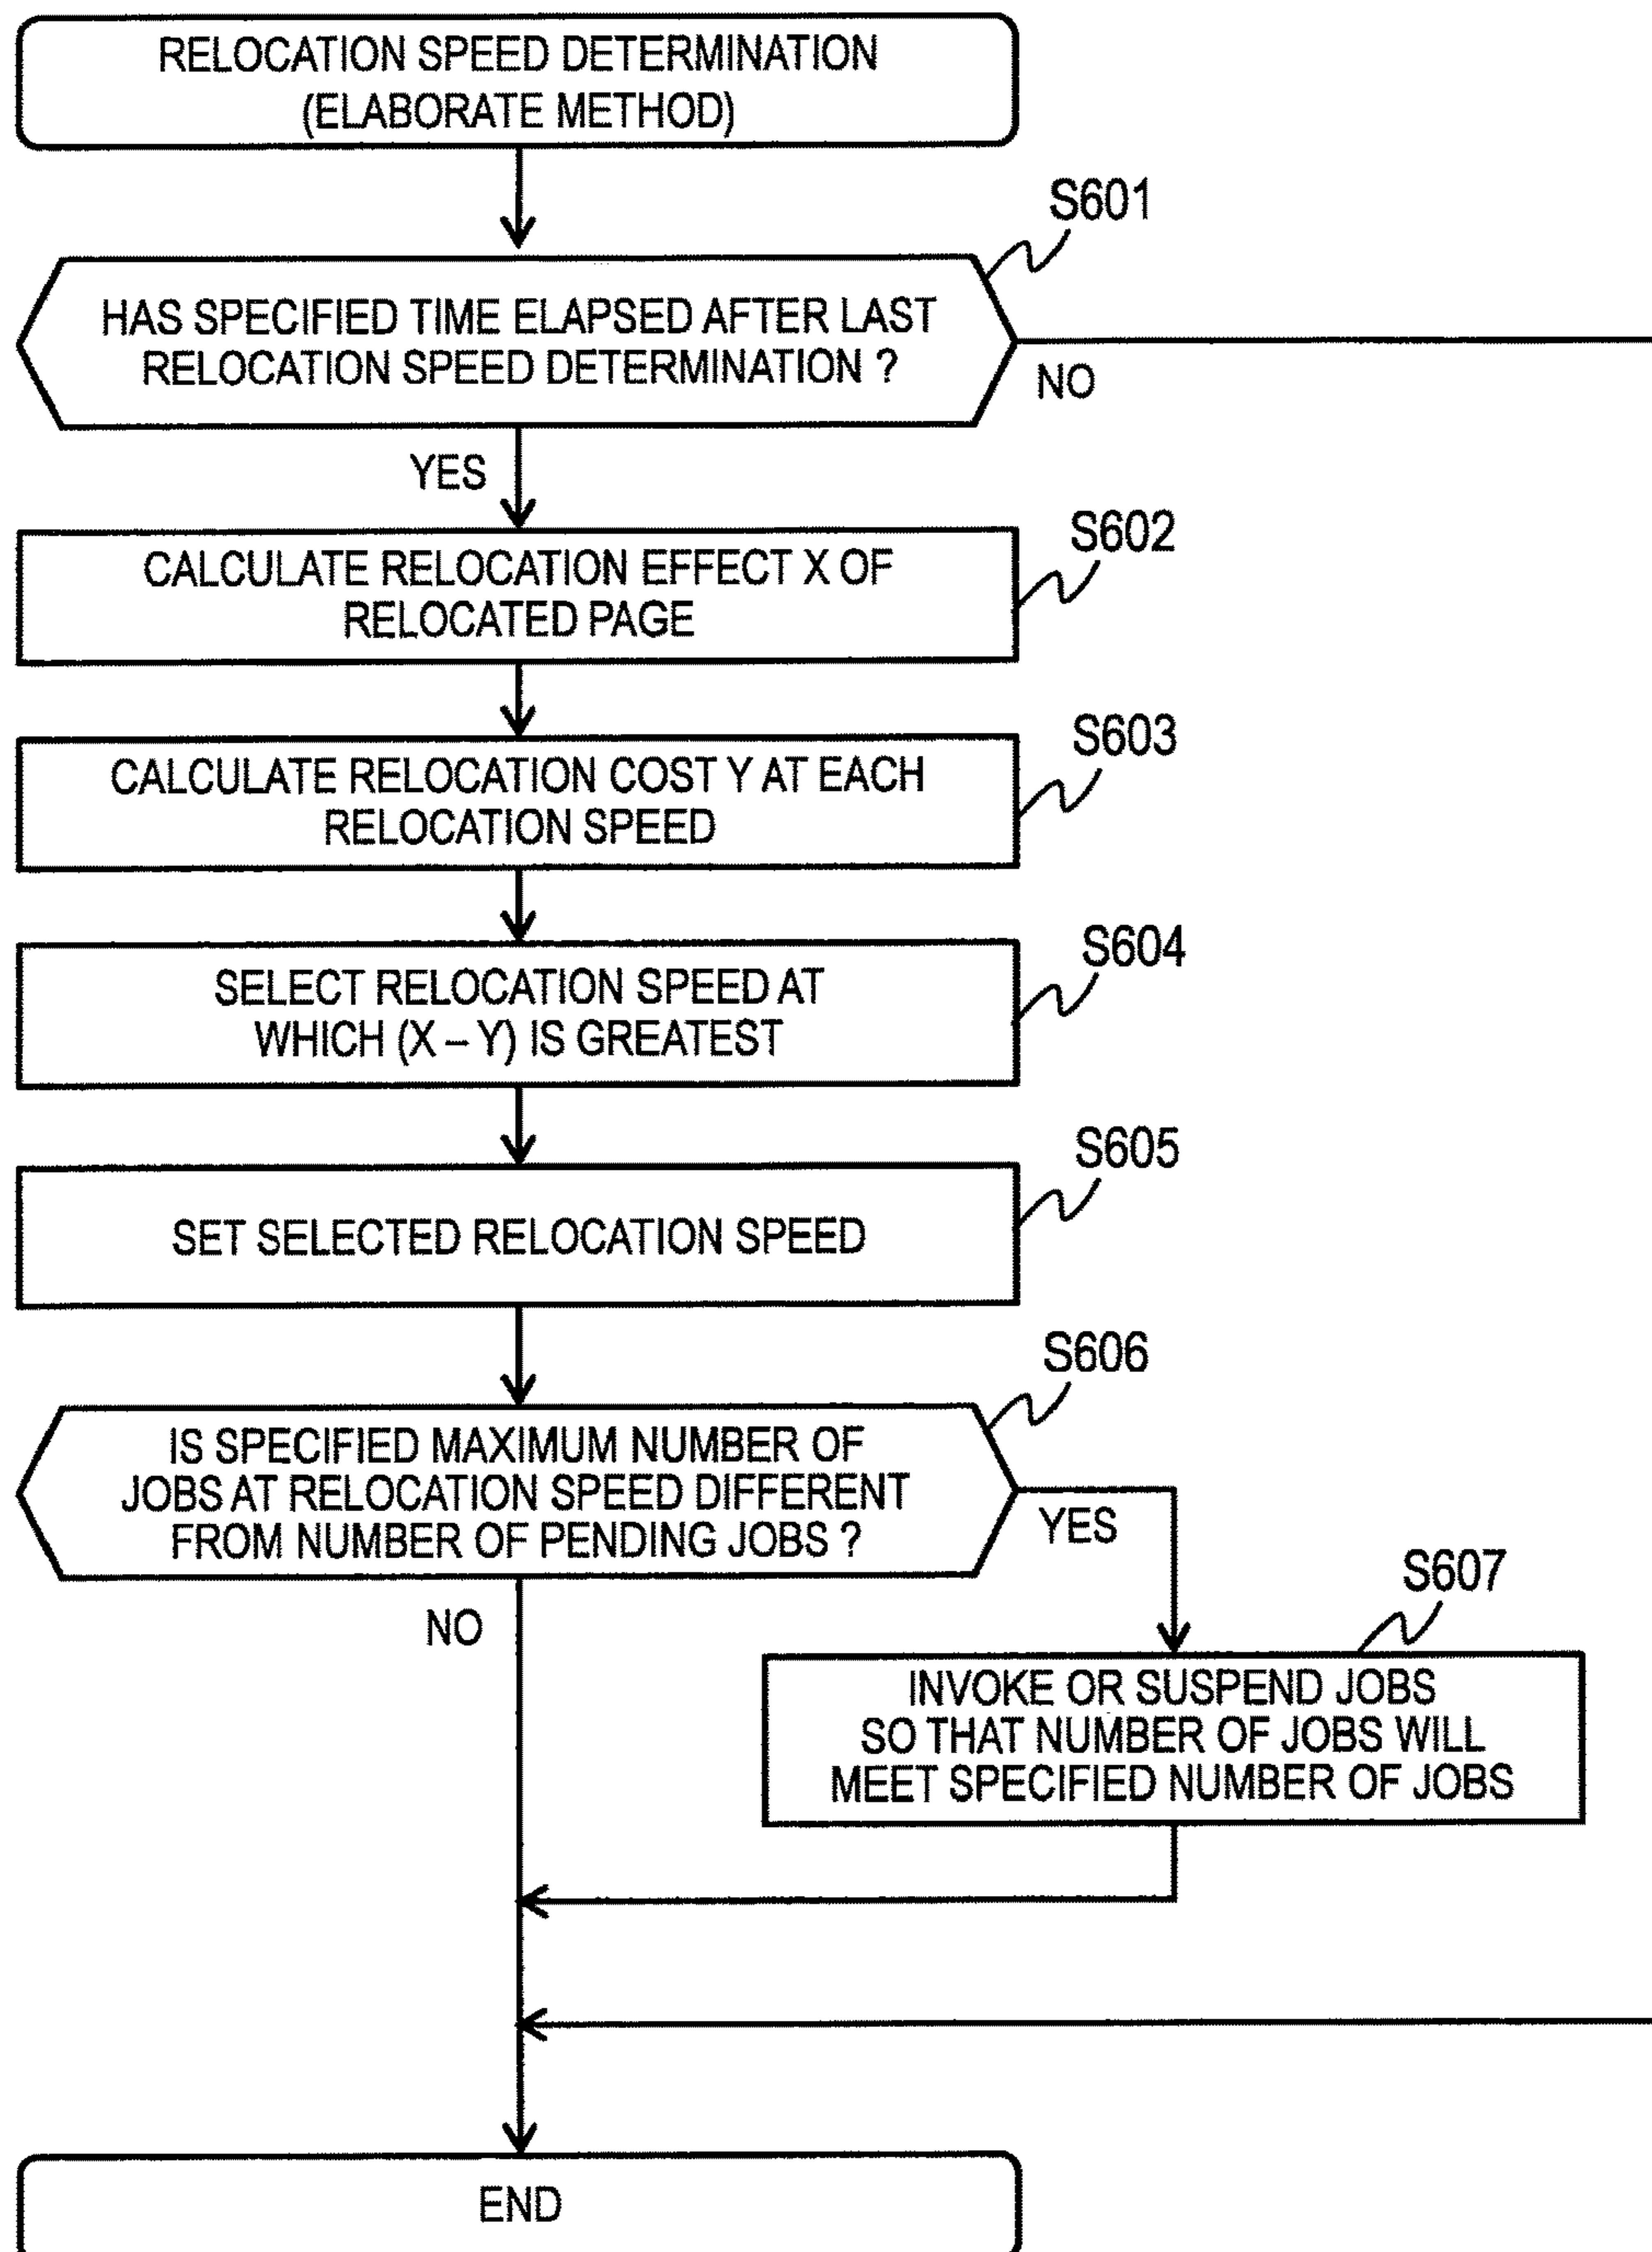 RELOCATION SPEED DETERMINATION
(ELABORATE METHOD)
S601
HAS SPECIFIED TIME ELAPSED AFTER LAST
RELOCATION SPEED DETERMINATION ?
NO
YES
S602
CALCULATE RELOCATION EFFECT X OF
RELOCATED PAGE
S603
CALCULATE RELOCATION COST Y AT EACH
RELOCATION SPEED
S604
SELECT RELOCATION SPEED AT
WHICH (X – Y) IS GREATEST
S605
SET SELECTED RELOCATION SPEED
S606
IS SPECIFIED MAXIMUM NUMBER OF
JOBS AT RELOCATION SPEED DIFFERENT
FROM NUMBER OF PENDING JOBS ?
YES
NO
S607
INVOKE OR SUSPEND JOBS
SO THAT NUMBER OF JOBS WILL
MEET SPECIFIED NUMBER OF JOBS
END